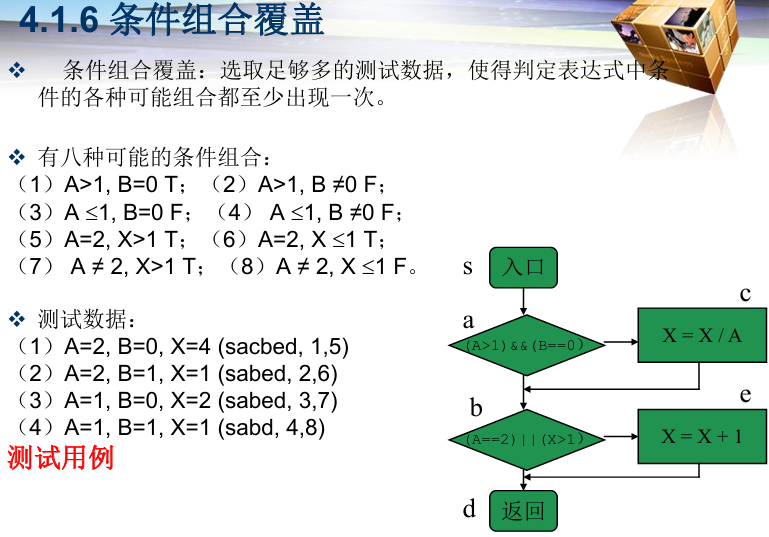 4.1.6 条件组合覆盖
❖ 条件组合覆盖：选取足够多的测试数据，使得判定表达式中条
件的各种可能组合都至少出现一次。
❖ 有八种可能的条件组合：
（1）A>1, B=0 T；（2）A>1, B ≠0 F；
（3）A ≤1, B=0 F；（4） A ≤1, B ≠0 F；
（5）A=2, X>1 T；（6）A=2, X ≤1 T；
（7） A ≠ 2, X>1 T；（8）A ≠ 2, X ≤1 F。
❖ 测试数据：
（1）A=2, B=0, X=4 (sacbed, 1,5)
（2）A=2, B=1, X=1 (sabed, 2,6)
（3）A=1, B=0, X=2 (sabed, 3,7)
（4）A=1, B=1, X=1 (sabd, 4,8)
测试用例
s
入口
a
(A>1)&&(B==0)
c
X = X / A
b
(A==2)||(X>1)
e
X = X + 1
d
返回